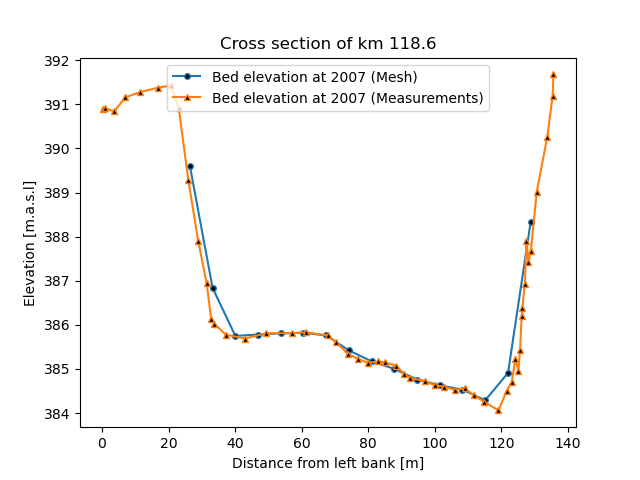 Cross section of km 118.6
Bed elevation at 2007 (Mesh)
Bed elevation at 2007 (Measurements)
Elevation [m.a.s.l]
392
391
390
389
388
387
386
385
384
0 20 40 60 80 100 120 140
Distance from left bank [m]